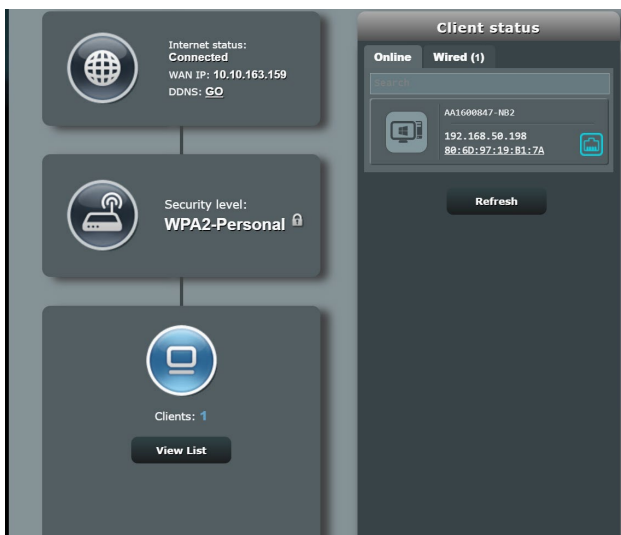 Internet status:
Connected
WAN IP: 10.10.163.159
DDNS: GO
Security level:
WPA2-Personal
Clients: 1
View List
Client status
Online Wired (1)
search
AA1600847-NB2
192.168.50.198
80:6D:97:19:B1:7A
Refresh